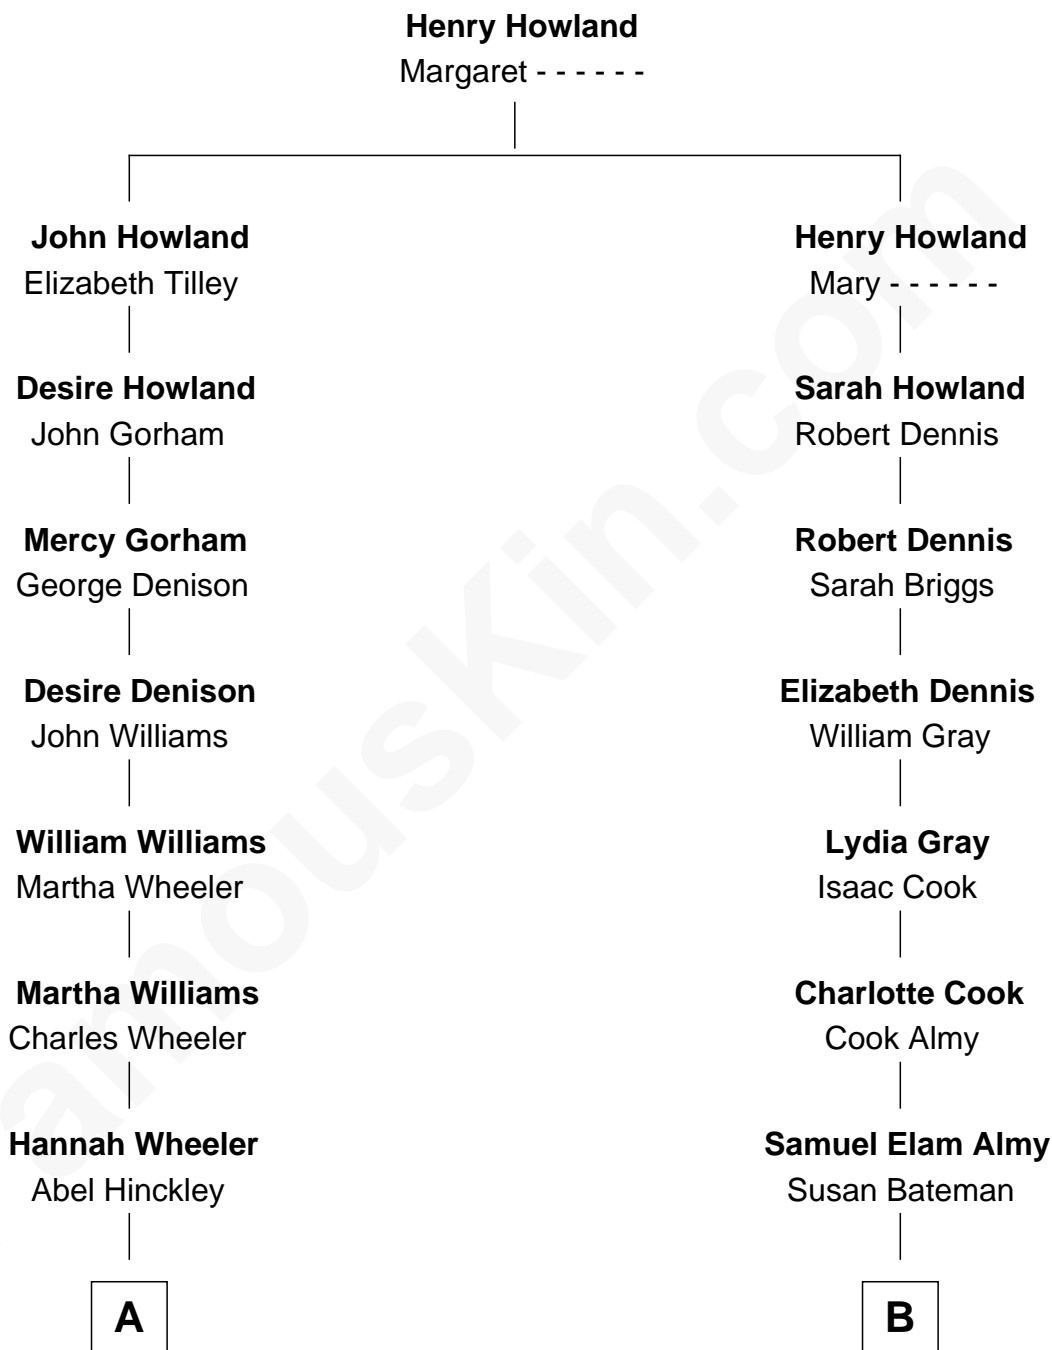 Henry Howland
Margaret - - - - - -
John Howland
Elizabeth Tilley
Desire Howland
John Gorham
Mercy Gorham
George Denison
Desire Denison
John Williams
William Williams
Martha Wheeler
Martha Williams
Charles Wheeler
Hannah Wheeler
Abel Hinckley
A
Henry Howland
Mary - - - - - -
Sarah Howland
Robert Dennis
Robert Dennis
Sarah Briggs
Elizabeth Dennis
William Gray
Lydia Gray
Isaac Cook
Charlotte Cook
Cook Almy
Samuel Elam Almy
Susan Bateman
B
amousKin.com